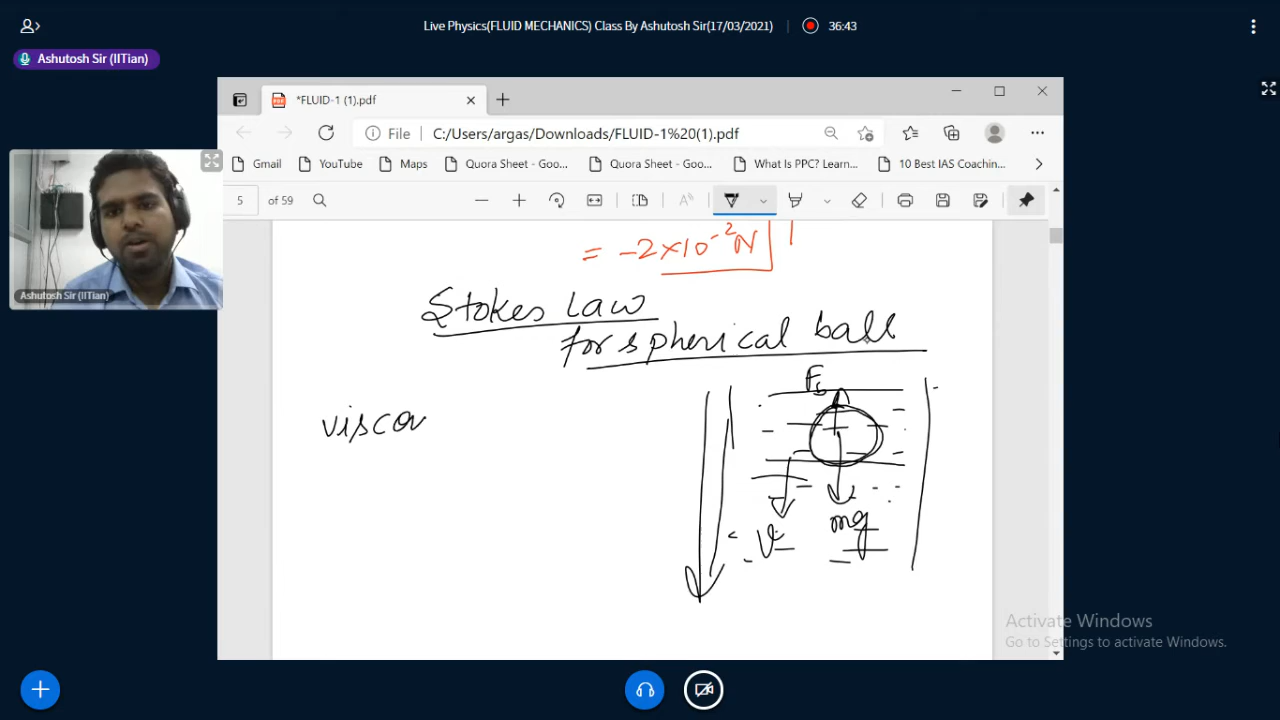 Live Physics(FLUID MECHANICS) Class By Ashutosh Sir(17/03/2021)
36:43
Ashutosh Sir (IITian)
*FLUID-1 (1).pdf
File
C:/Users/argas/Downloads/FLUID-1%20(1).pdf
Gmail
YouTube
Maps
Quora Sheet - Goo...
Quora Sheet - Goo...
What Is PPC? Learn...
10 Best IAS Coachin...
5 of 59
= -2×10⁻² N
Stokes Law
for spherical ball
Fb
viscou
v
mg
Ashutosh Sir (IITian)
Activate Windows
Go to Settings to activate Windows.